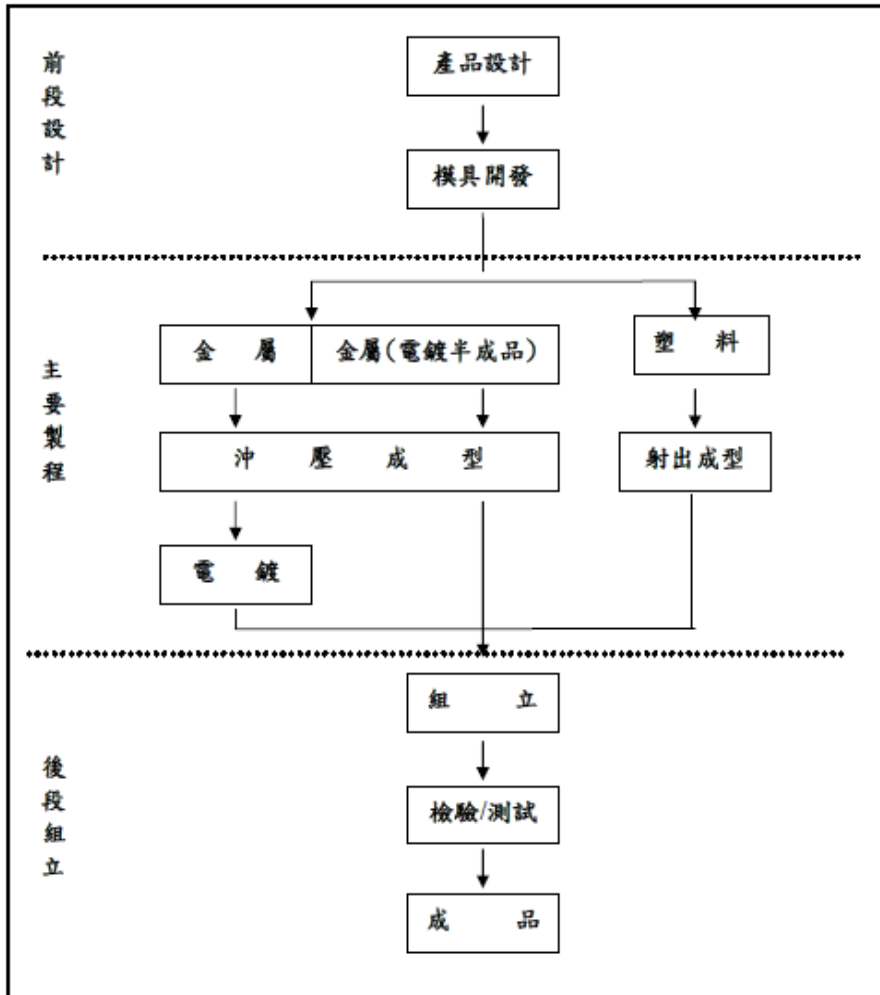 前段設計
產品設計
模具開發
主要製程
金屬
金屬(電鍍半成品)
塑料
沖壓成型
射出成型
電鍍
後段組立
組立
檢驗/測試
成品